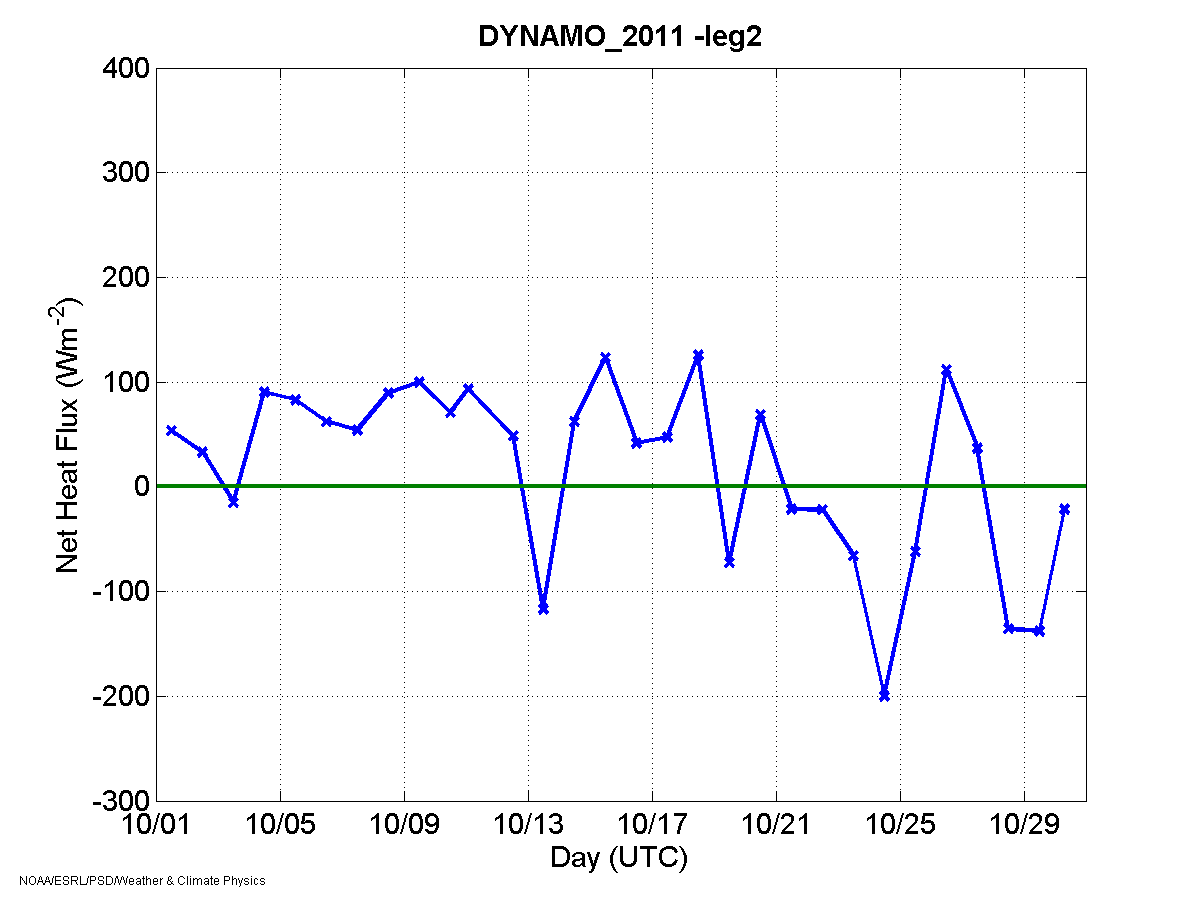 DYNAMO_2011 -leg2
400
300
200
100
0
-100
-200
-300
Net Heat Flux (Wm-2)
10/01 10/05 10/09 10/13 10/17 10/21 10/25 10/29
Day (UTC)
NOAA/ESRL/PSD/Weather & Climate Physics